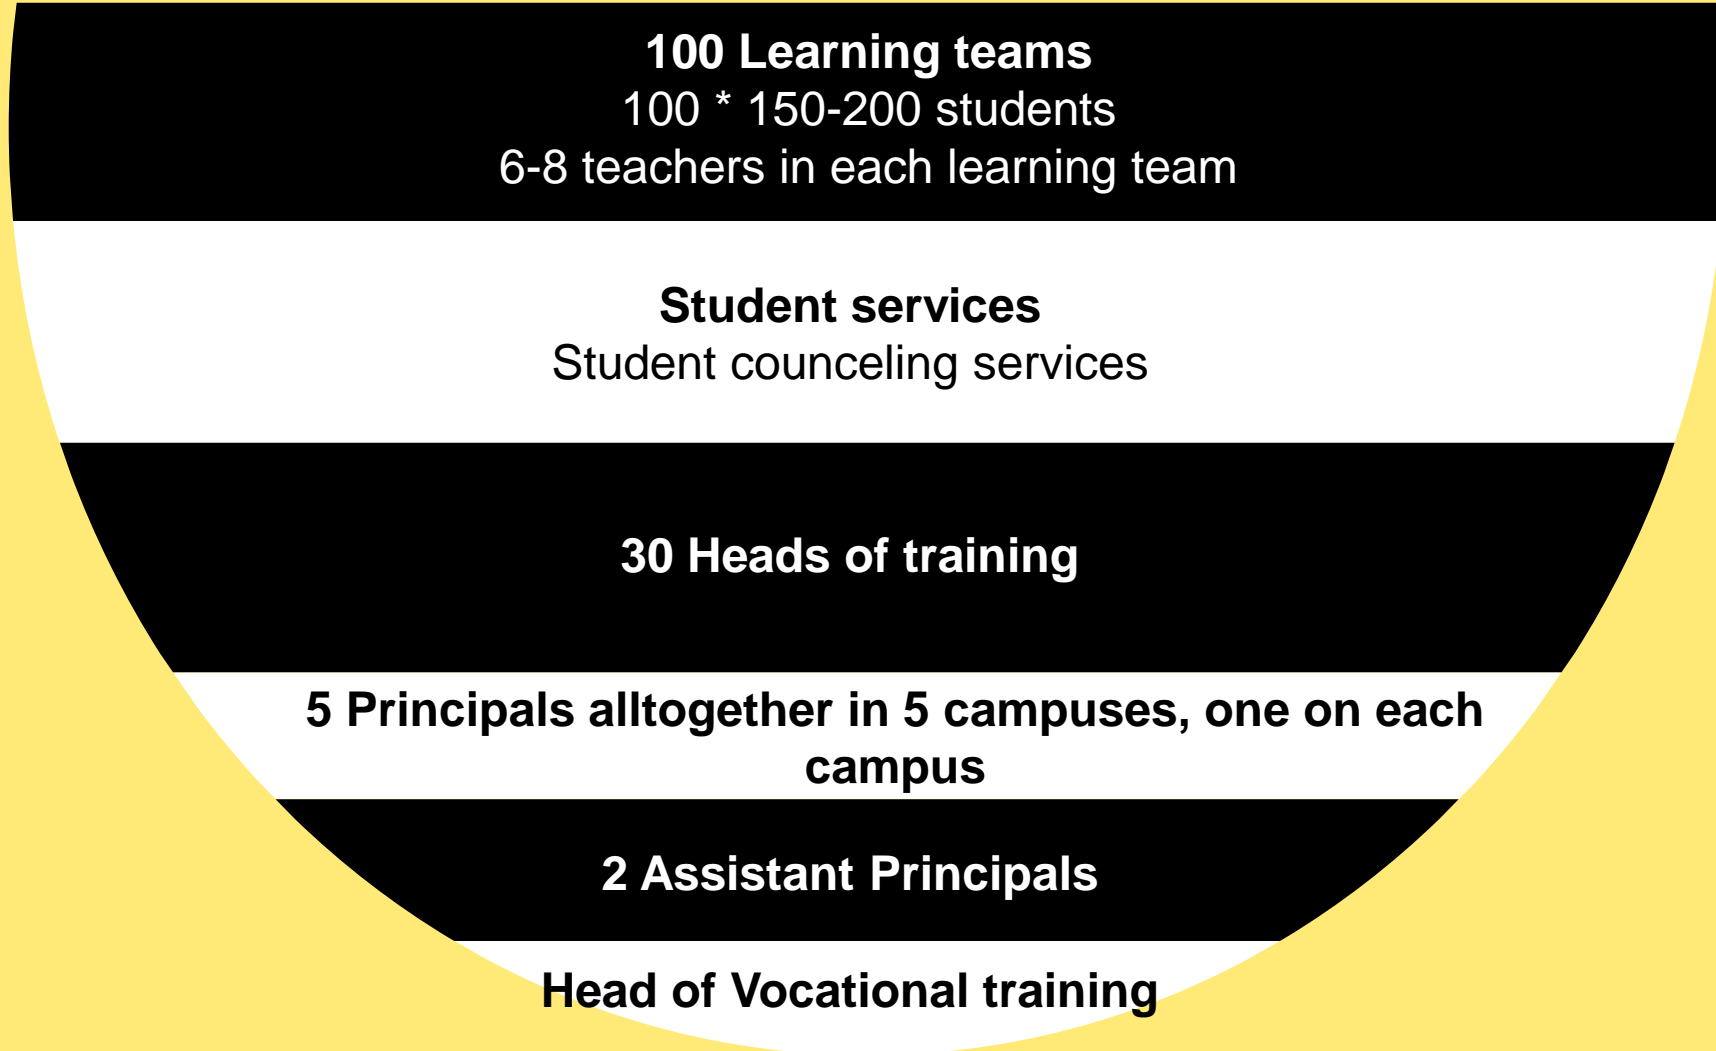 100 Learning teams
100 * 150-200 students
6-8 teachers in each learning team
Student services
Student counceling services
30 Heads of training
5 Principals alltogether in 5 campuses, one on each
campus
2 Assistant Principals
Head of Vocational training